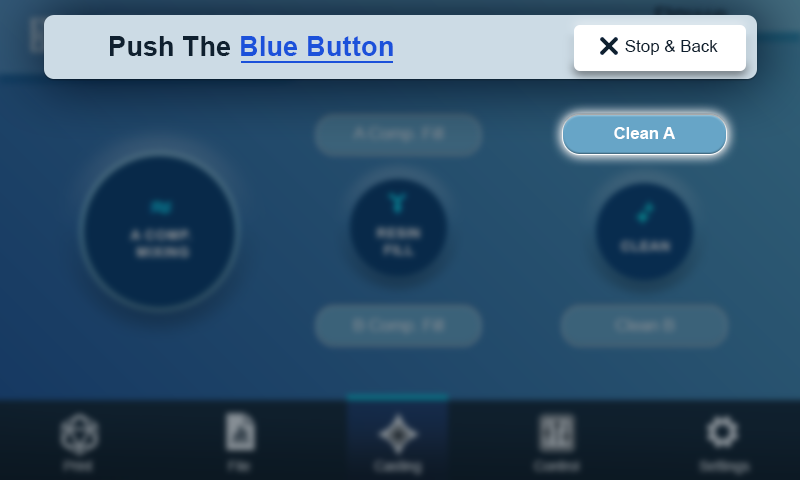 Push The Blue Button
Stop & Back
A Comp. Fill
Clean A
A COMP.
MIXING
RESIN
FILL
CLEAN
B Comp. Fill
Clean B
Print
File
Casting
Control
Settings